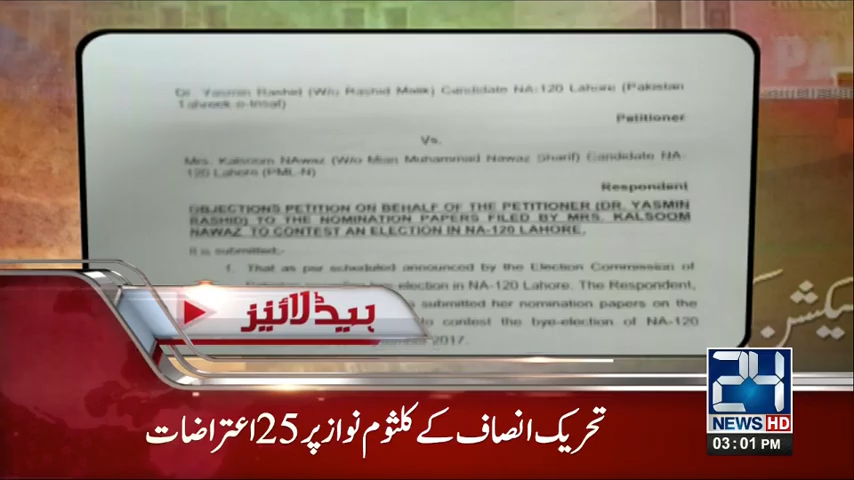 Dr. Yasmin Rashid (W/o Rashid Malik) Candidate NA-120 Lahore (Pakistan
Tahreek-e-Insaf)
Petitioner
Vs.
Mrs. Kalsoom NAwaz (W/o Mian Muhammad Nawaz Sharif) Candidate NA-
120 Lahore (PML-N)
Respondent
OBJECTIONS PETITION ON BEHALF OF THE PETITIONER (DR. YASMIN
RASHID) TO THE NOMINATION PAPERS FILED BY MRS. KALSOOM
NAWAZ TO CONTEST AN ELECTION IN NA-120 LAHORE.
It is submitted:-
1. That as per scheduled announced by the Election Commission of
election in NA-120 Lahore. The Respondent,
s submitted her nomination papers on the
to contest the bye-election of NA-120
2017.
ہیڈلائنز
تحریک انصاف کے کلثوم نواز پر 25 اعتراضات
24
NEWS HD
03:01 PM